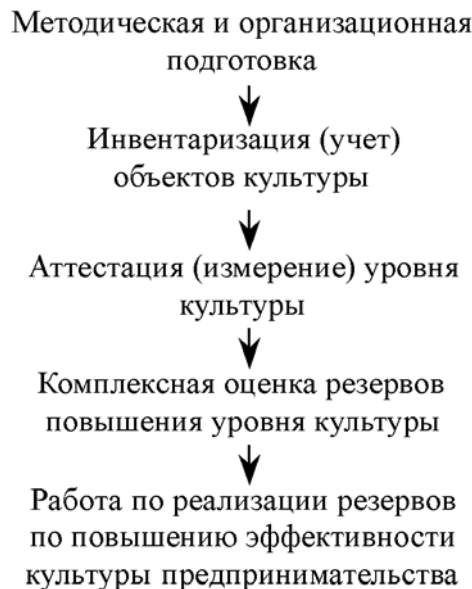 Методическая и организационная
подготовка
Инвентаризация (учет)
объектов культуры
Аттестация (измерение) уровня
культуры
Комплексная оценка резервов
повышения уровня культуры
Работа по реализации резервов
по повышению эффективности
культуры предпринимательства